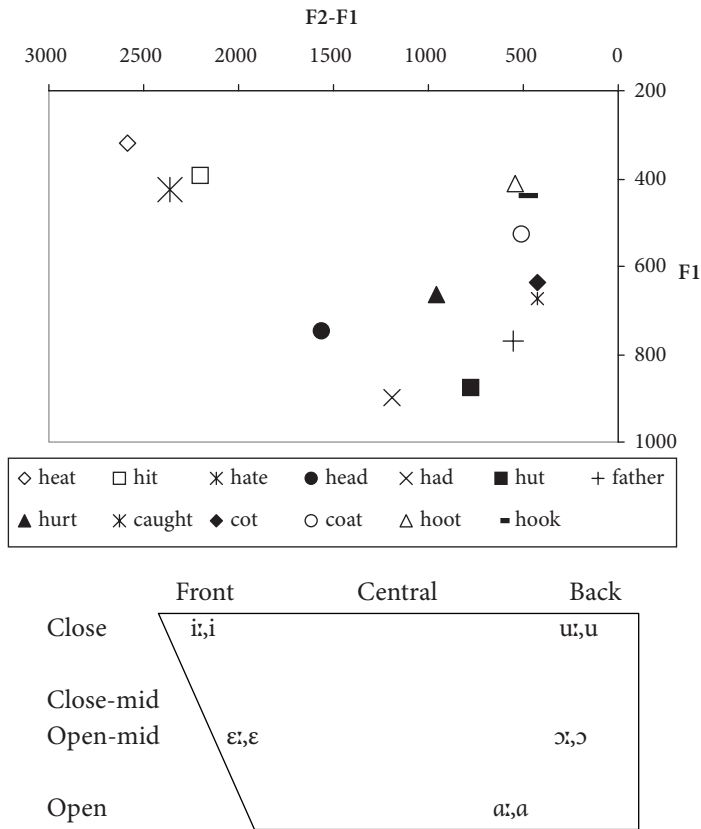 F2-F1
3000 2500 2000 1500 1000 500 0
200
400
600
F1
800
1000
heat hit hate head had hut father
hurt caught cot coat hoot hook
Front Central Back
Close iː,i uː,u
Close-mid
Open-mid ɛː,ɛ ɔː,ɔ
Open aː,a